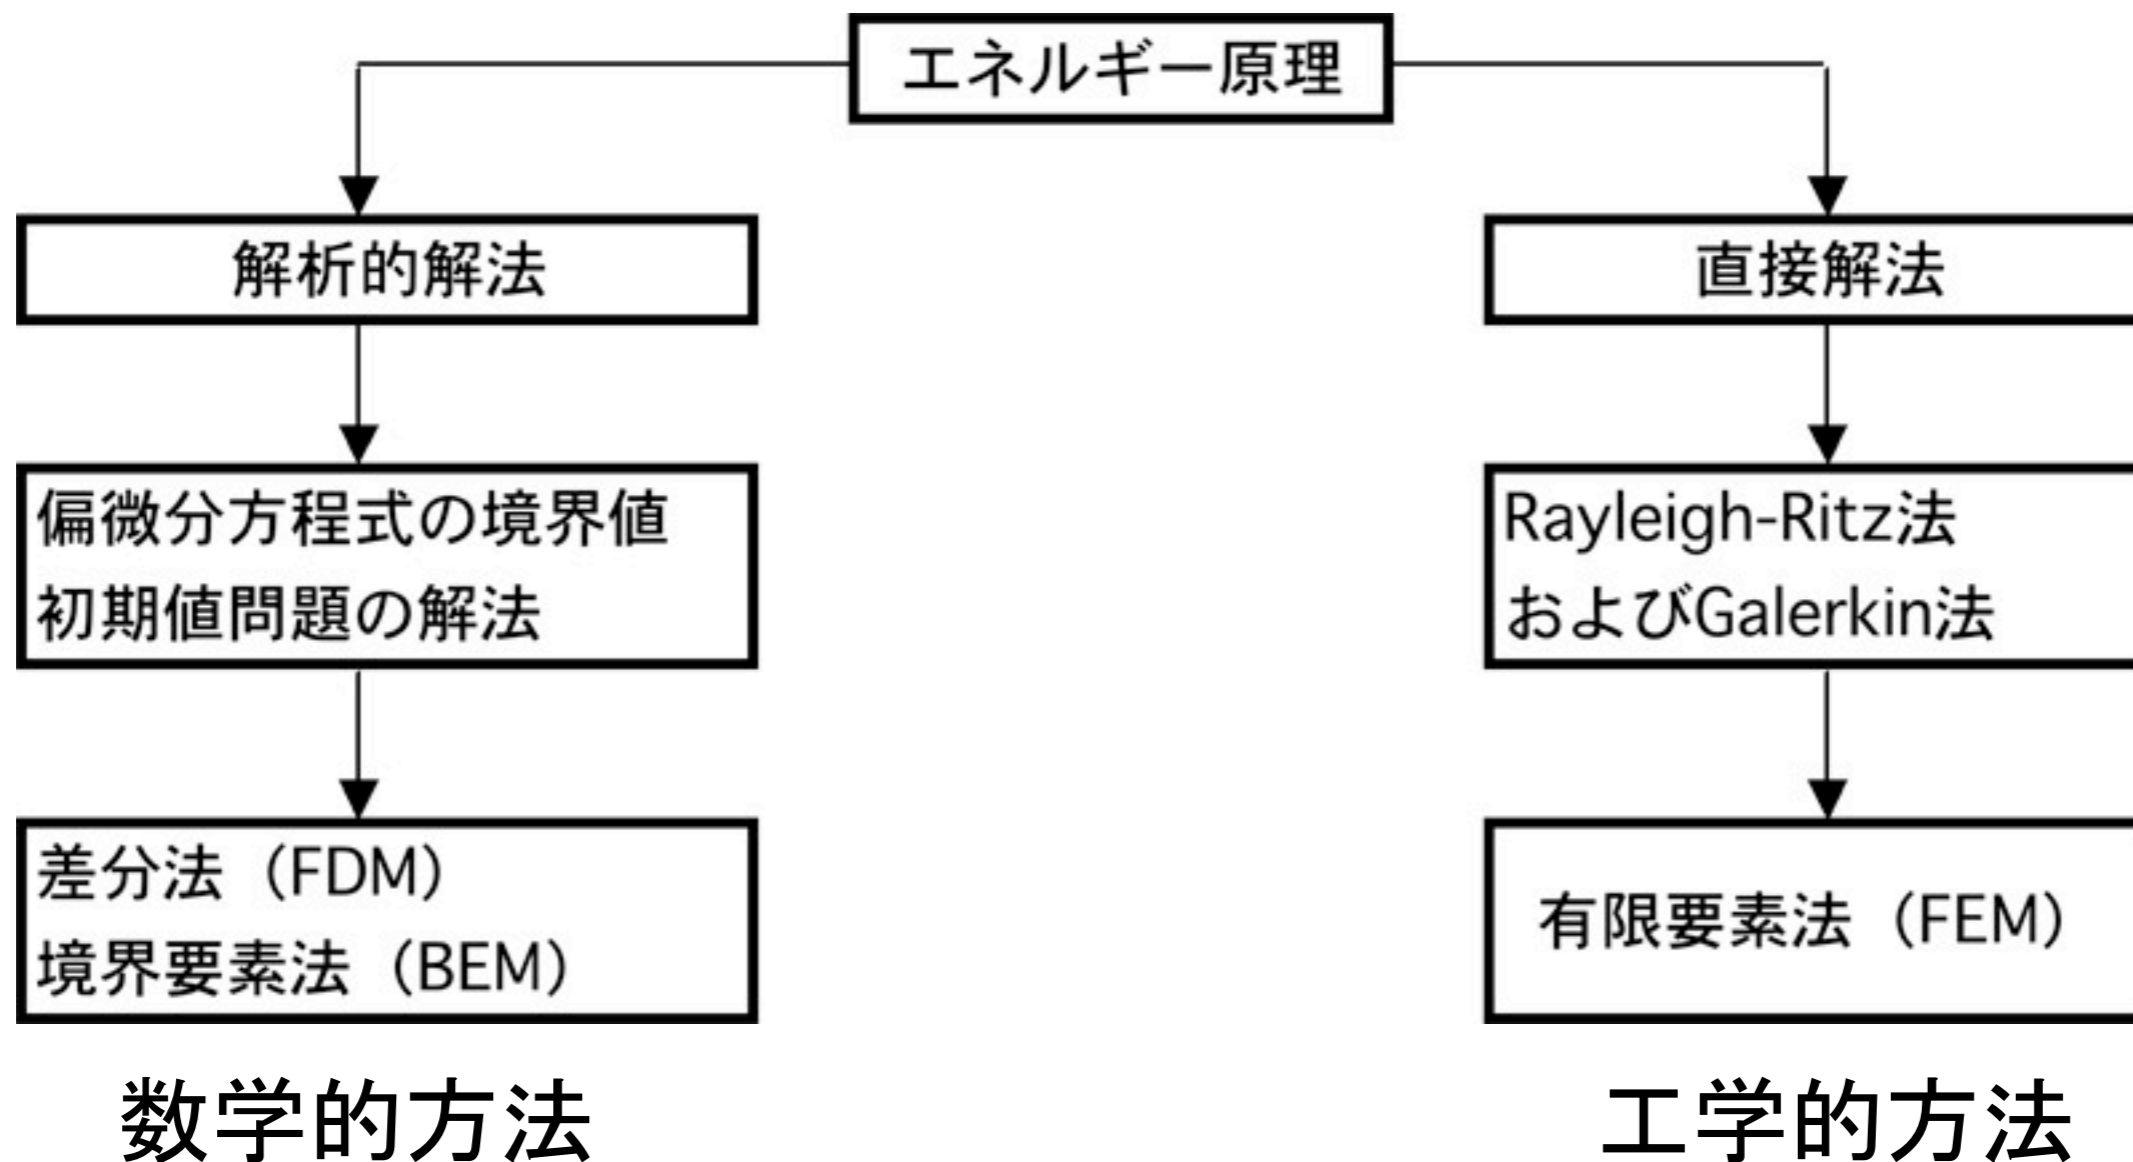 エネルギー原理
解析的解法
直接解法
偏微分方程式の境界値
初期値問題の解法
Rayleigh-Ritz法
およびGalerkin法
差分法（FDM）
境界要素法（BEM）
有限要素法（FEM）
数学的方法
工学的方法